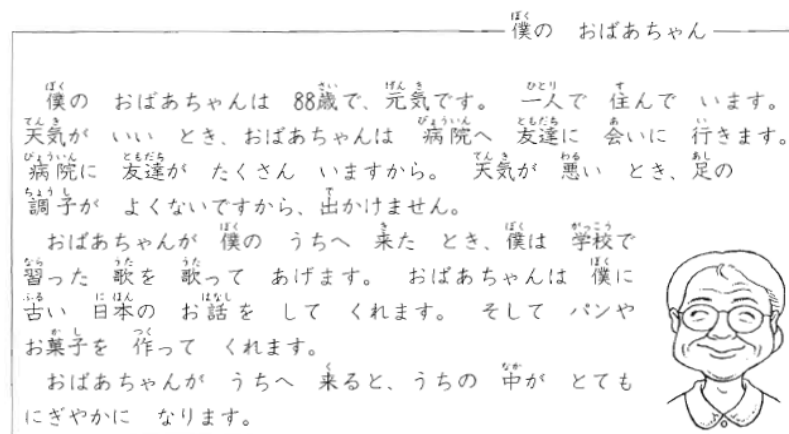 僕の おばあちゃん
僕の おばあちゃんは 88歳で、元気です。 一人で 住んで います。
天気が いい とき、おばあちゃんは 病院へ 友達に 会いに 行きます。
病院に 友達が たくさん いますから。 天気が 悪い とき、足の
調子が よくないですから、出かけません。
おばあちゃんが 僕の うちへ 来た とき、僕は 学校で
習った 歌を 歌って あげます。 おばあちゃんは 僕に
古い 日本の お話を して くれます。 そして パンや
お菓子を 作って くれます。
おばあちゃんが うちへ 来ると、うちの 中が とても
にぎやかに なります。